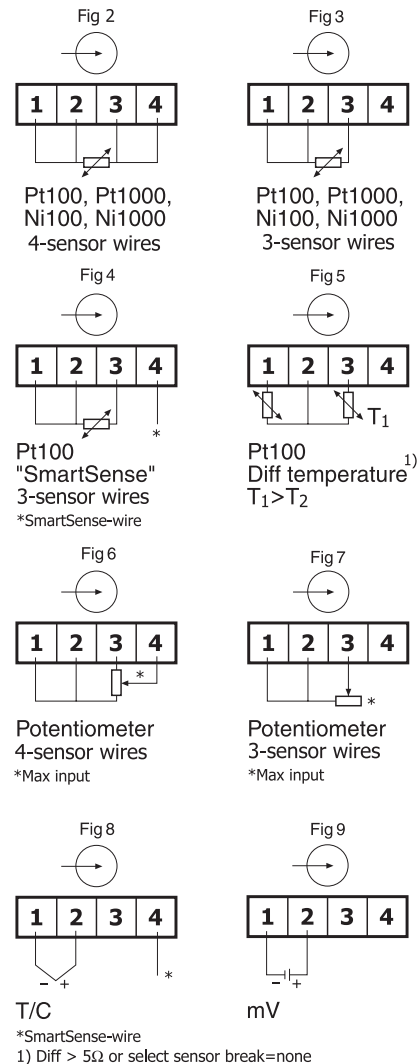 Fig 2
1 2 3 4
Pt100, Pt1000,
Ni100, Ni1000
4-sensor wires
Fig 3
1 2 3 4
Pt100, Pt1000,
Ni100, Ni1000
3-sensor wires
Fig 4
1 2 3 4
*
Pt100
"SmartSense"
3-sensor wires
*SmartSense-wire
Fig 5
1 2 3 4
T1
Pt100
Diff temperature 1)
T1>T2
Fig 6
1 2 3 4
*
Potentiometer
4-sensor wires
*Max input
Fig 7
1 2 3 4
*
Potentiometer
3-sensor wires
*Max input
Fig 8
1 2 3 4
- + *
T/C
*SmartSense-wire
Fig 9
1 2 3 4
- +
mV
1) Diff > 5Ω or select sensor break=none